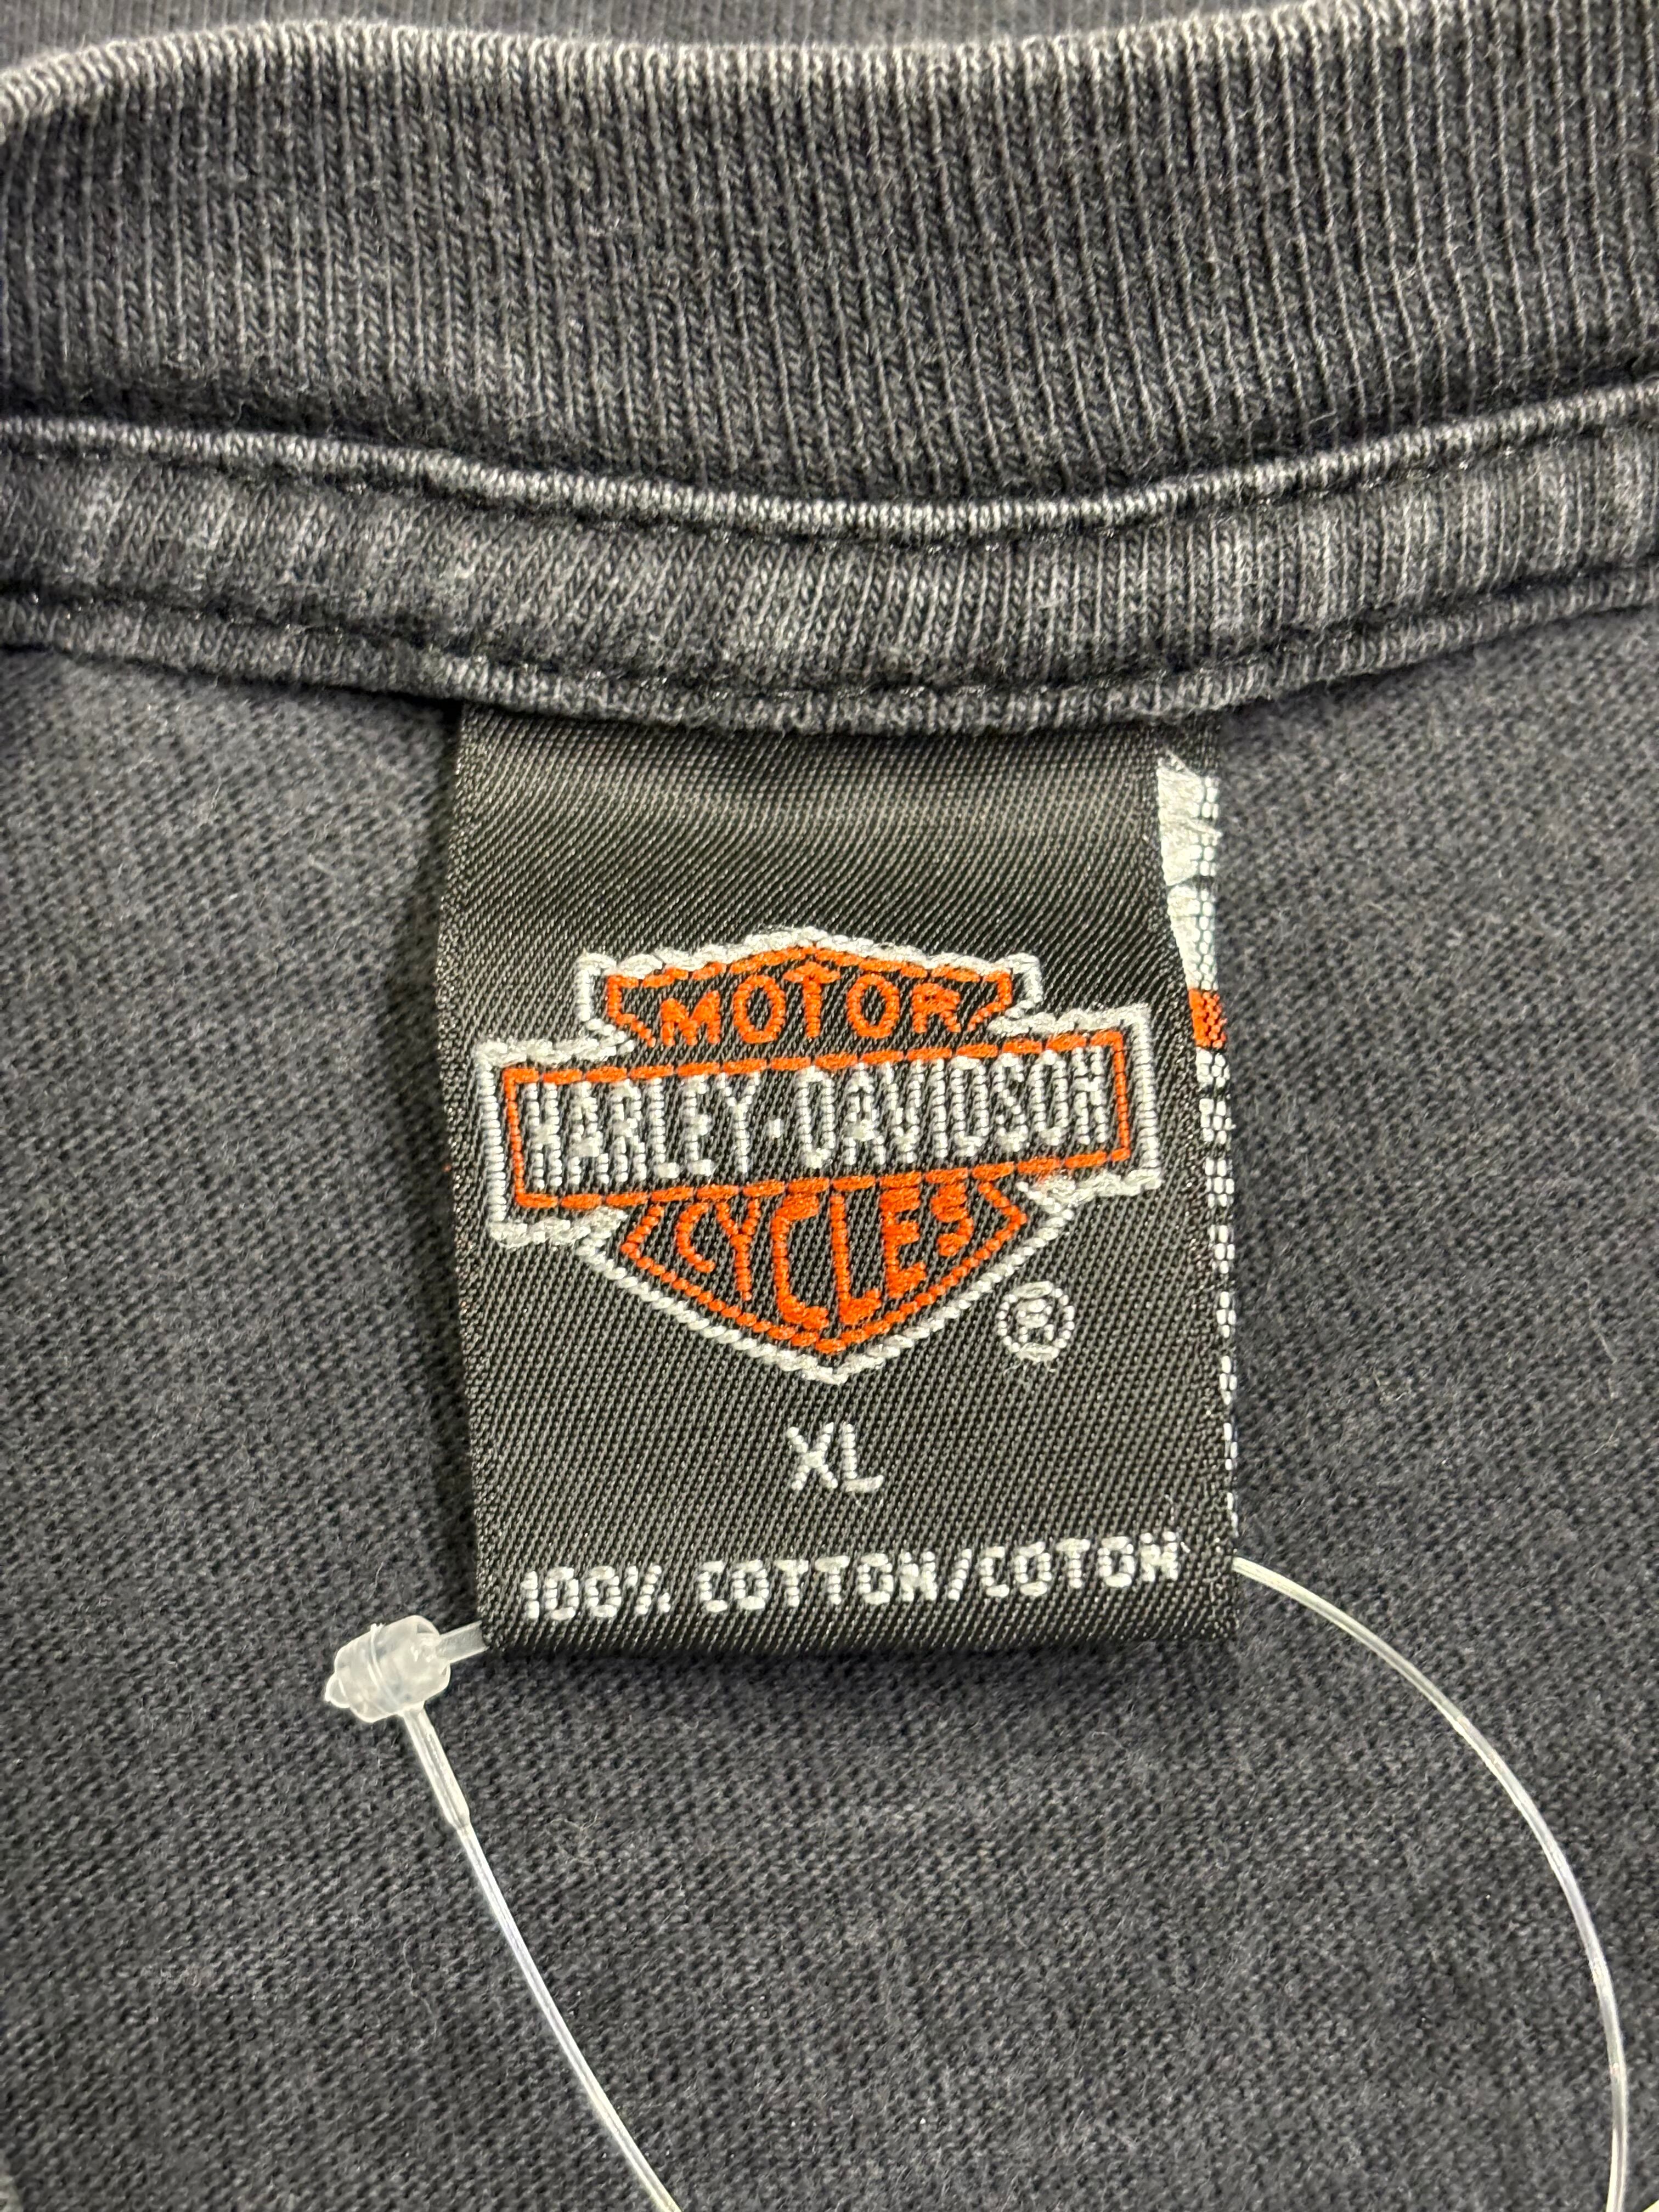 MOTOR
HARLEY-DAVIDSON
CYCLES
®
XL
100% COTTON/COTON